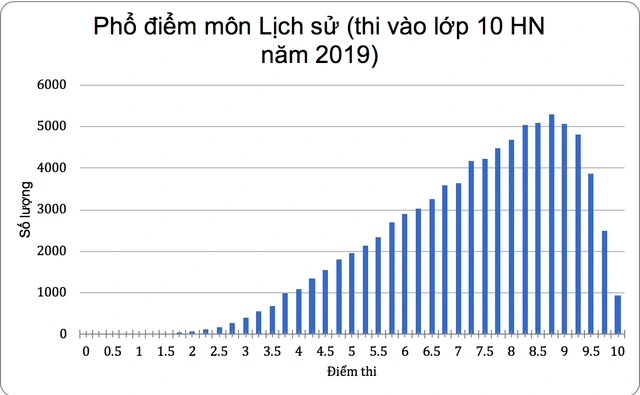 Phổ điểm môn Lịch sử (thi vào lớp 10 HN
năm 2019)
6000
5000
4000
3000
2000
1000
0
Số lượng
0 0.5 1 1.5 2 2.5 3 3.5 4 4.5 5 5.5 6 6.5 7 7.5 8 8.5 9 9.5 10
Điểm thi